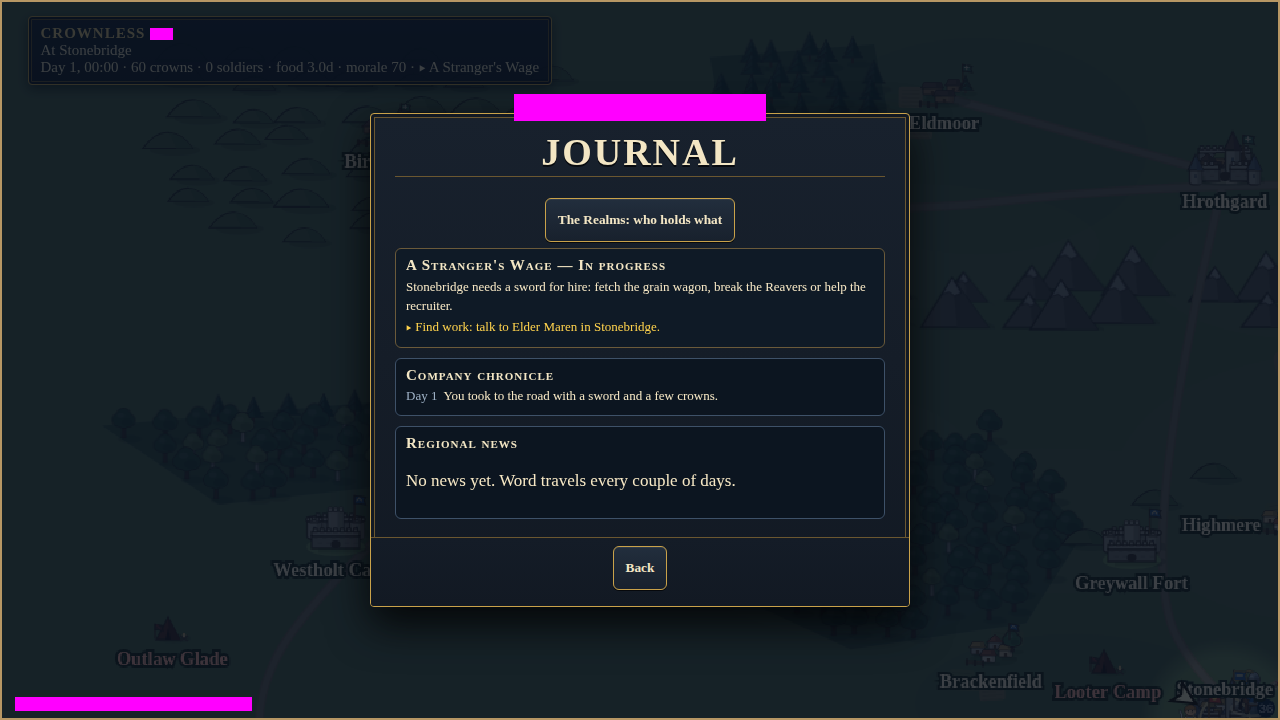 CROWNLESS
At Stonebridge
Day 1, 00:00 · 60 crowns · 0 soldiers · food 3.0d · morale 70 · ▸ A Stranger's Wage
Eldmoor
Hrothgard
JOURNAL
The Realms: who holds what
A Stranger's Wage — In progress
Stonebridge needs a sword for hire: fetch the grain wagon, break the Reavers or help the
recruiter.
▸ Find work: talk to Elder Maren in Stonebridge.
Company chronicle
Day 1 You took to the road with a sword and a few crowns.
Regional news
No news yet. Word travels every couple of days.
Back
Highmere
Westholt Ca
Greywall Fort
Outlaw Glade
Brackenfield
Looter Camp
Stonebridge
38